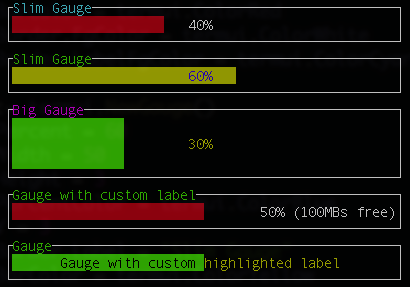 Slim Gauge
40%
Slim Gauge
60%
Big Gauge
30%
Gauge with custom label
50% (100MBs free)
Gauge
Gauge with custom highlighted label